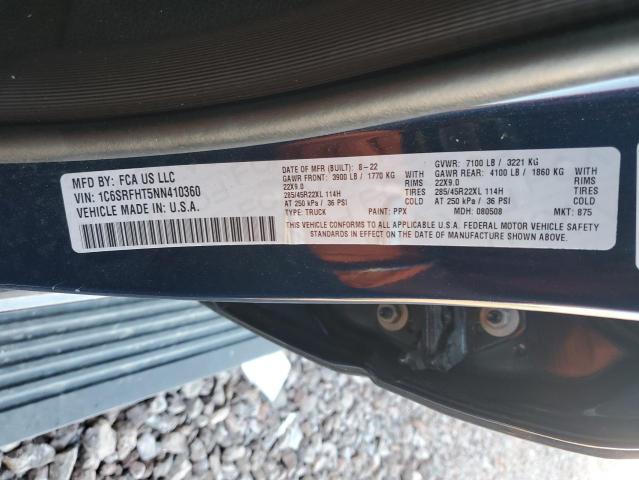 MFD BY: FCA US LLC
VIN: 1C6SRFHT5NN410360
VEHICLE MADE IN U.S.A.
DATE OF MFR (BUILT): 8-22 GVWR: 7100 LB / 3221 KG
GAWR FRONT: 3900 LB / 1770 KG WITH GAWR REAR: 4100 LB / 1860 KG WITH
22X9.0 RIMS 22X9.0 RIMS
285/45R22XL 114H TIRES 285/45R22XL 114H TIRES
AT 250 kPa / 36 PSI COLD AT 250 kPa / 36 PSI COLD
TYPE: TRUCK PAINT: PPX MDH: 080508 MKT: 875
THIS VEHICLE CONFORMS TO ALL APPLICABLE U.S.A. FEDERAL MOTOR VEHICLE SAFETY
STANDARDS IN EFFECT ON THE DATE OF MANUFACTURE SHOWN ABOVE.